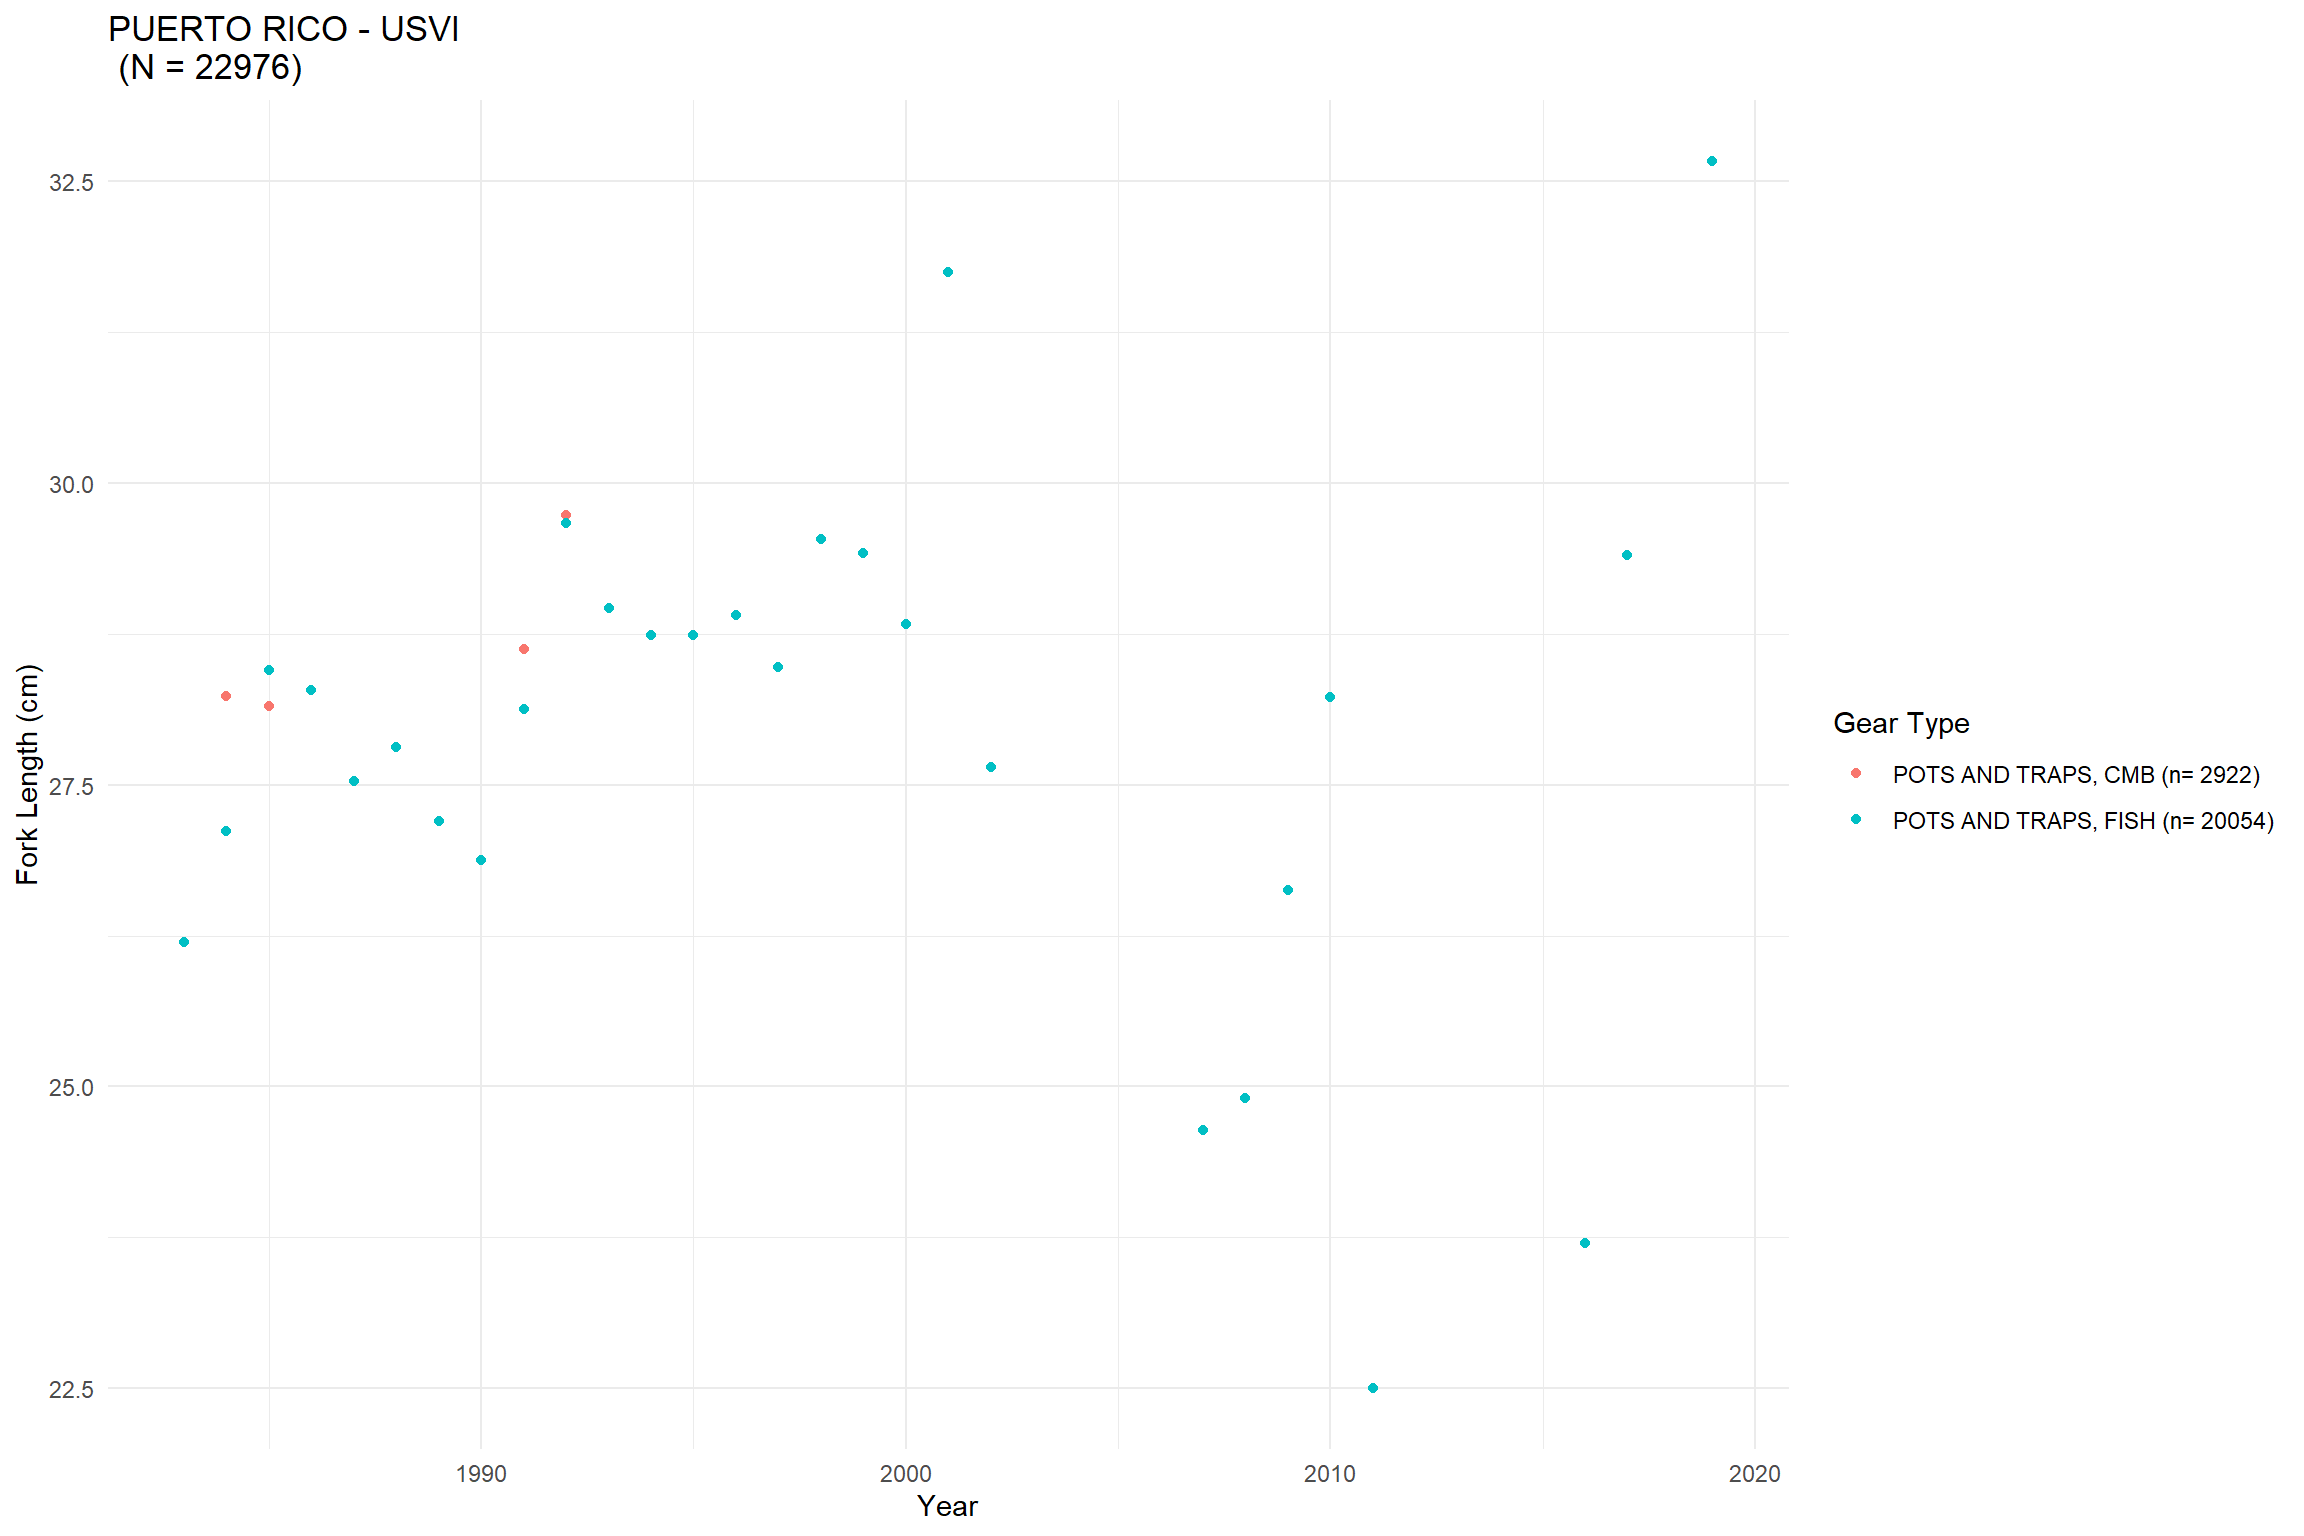 PUERTO RICO - USVI
(N = 22976)
32.5
30.0
27.5
25.0
22.5
Fork Length (cm)
1990
2000
2010
2020
Year
Gear Type
POTS AND TRAPS, CMB (n= 2922)
POTS AND TRAPS, FISH (n= 20054)